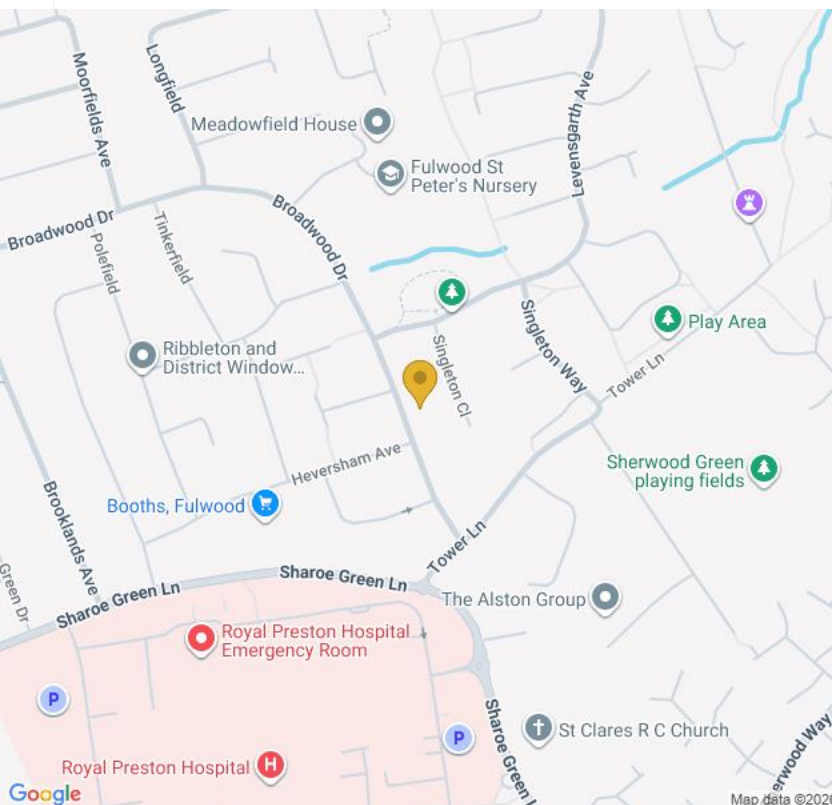 Moorfields Ave
Longfield
Meadowfield House
Fulwood St
Peter's Nursery
Levensgarth Ave
Broadwood Dr
Broadwood Dr
Polefield
Tinkerfield
Ribbleton and
District Window...
Singleton Cl
Singleton Way
Play Area
Tower Ln
Heversham Ave
Sherwood Green
playing fields
Booths, Fulwood
Brooklands Ave
Green Dr
Sharoe Green Ln
Sharoe Green Ln
Tower Ln
The Alston Group
Royal Preston Hospital
Emergency Room
P
P
Sharoe Green
St Clares R C Church
erwood Way
Royal Preston Hospital
H
Google
Map data ©2026